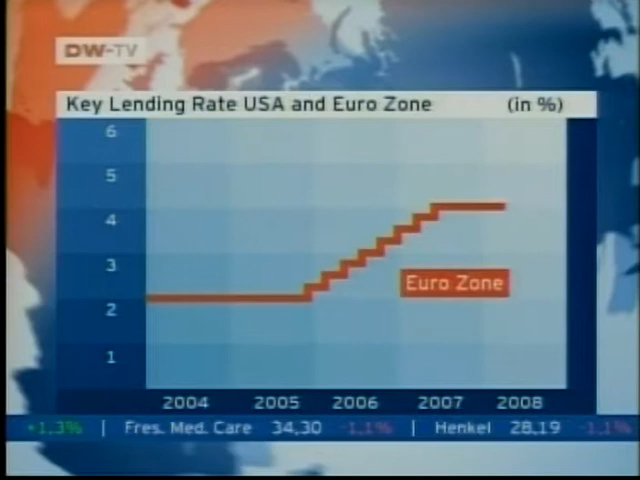 DW-TV
Key Lending Rate USA and Euro Zone (in %)
6
5
4
3
2
1
Euro Zone
2004 2005 2006 2007 2008
+1,3% | Fres. Med. Care 34,30 -1,1% | Henkel 28,19 -1,1%